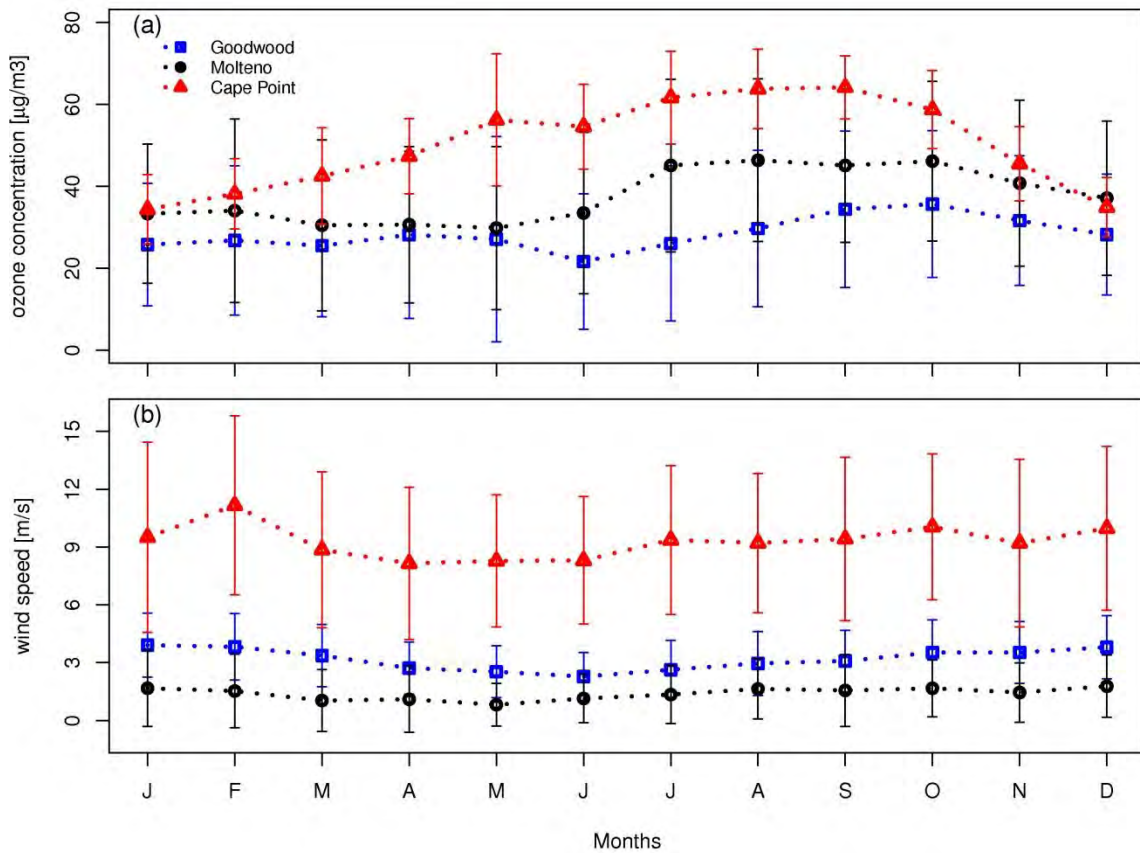 (a)
Goodwood
Molteno
Cape Point
ozone concentration [µg/m3]
80
60
40
20
0
(b)
wind speed [m/s]
15
12
9
6
3
0
J F M A M J J A S O N D
Months